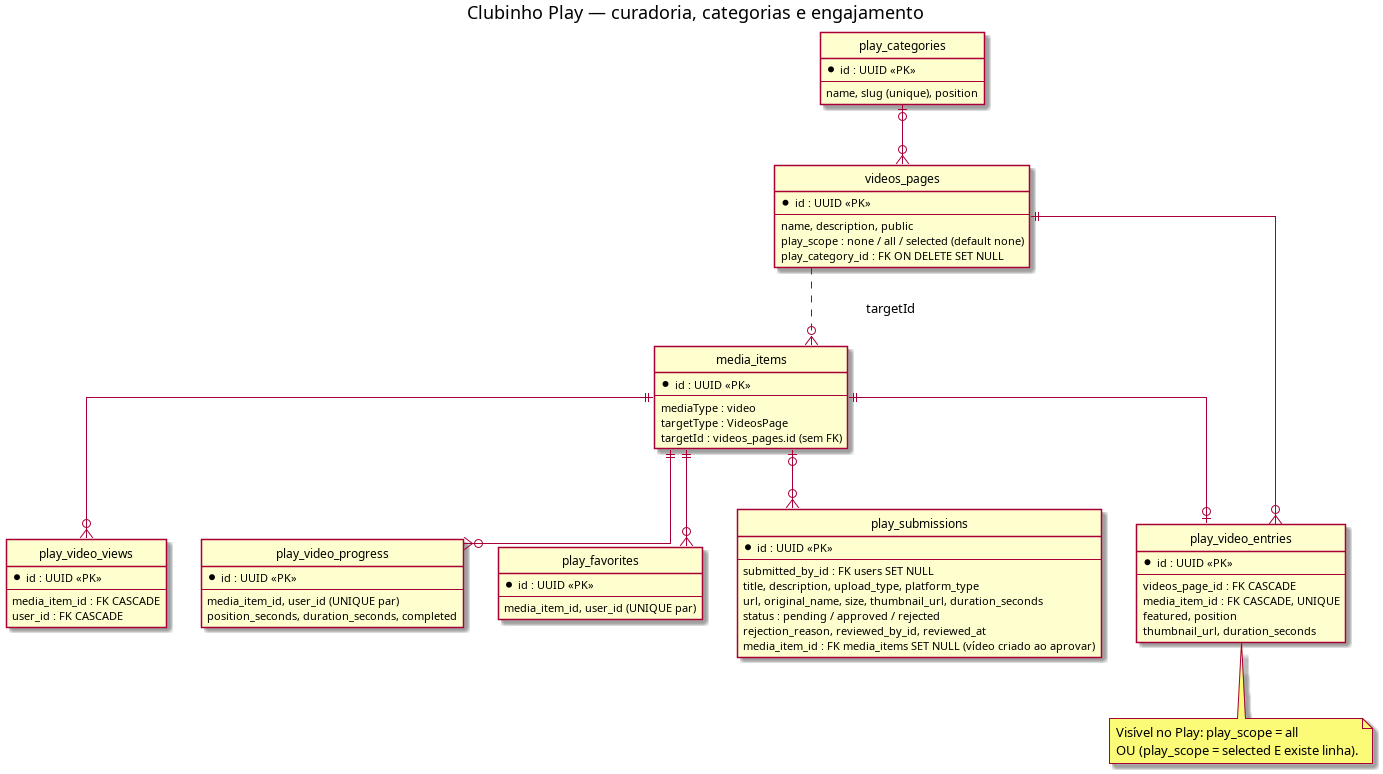 Clubinho Play — curadoria, categorias e engajamento
play_categories
id : UUID «PK»
name, slug (unique), position
videos_pages
id : UUID «PK»
name, description, public
play_scope : none / all / selected (default none)
play_category_id : FK ON DELETE SET NULL
targetId
media_items
id : UUID «PK»
mediaType : video
targetType : VideosPage
targetId : videos_pages.id (sem FK)
play_video_views
id : UUID «PK»
media_item_id : FK CASCADE
user_id : FK CASCADE
play_video_progress
id : UUID «PK»
media_item_id, user_id (UNIQUE par)
position_seconds, duration_seconds, completed
play_favorites
id : UUID «PK»
media_item_id, user_id (UNIQUE par)
play_submissions
id : UUID «PK»
submitted_by_id : FK users SET NULL
title, description, upload_type, platform_type
url, original_name, size, thumbnail_url, duration_seconds
status : pending / approved / rejected
rejection_reason, reviewed_by_id, reviewed_at
media_item_id : FK media_items SET NULL (vídeo criado ao aprovar)
play_video_entries
id : UUID «PK»
videos_page_id : FK CASCADE
media_item_id : FK CASCADE, UNIQUE
featured, position
thumbnail_url, duration_seconds
Visível no Play: play_scope = all
OU (play_scope = selected E existe linha).